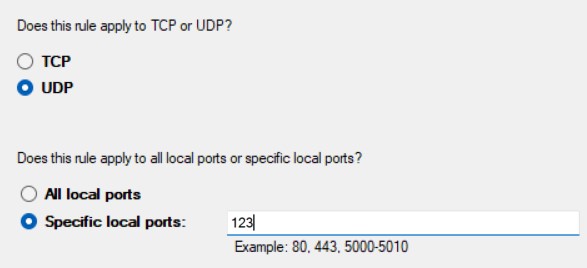 Does this rule apply to TCP or UDP?
TCP
UDP
Does this rule apply to all local ports or specific local ports?
All local ports
Specific local ports: 123
Example: 80, 443, 5000-5010